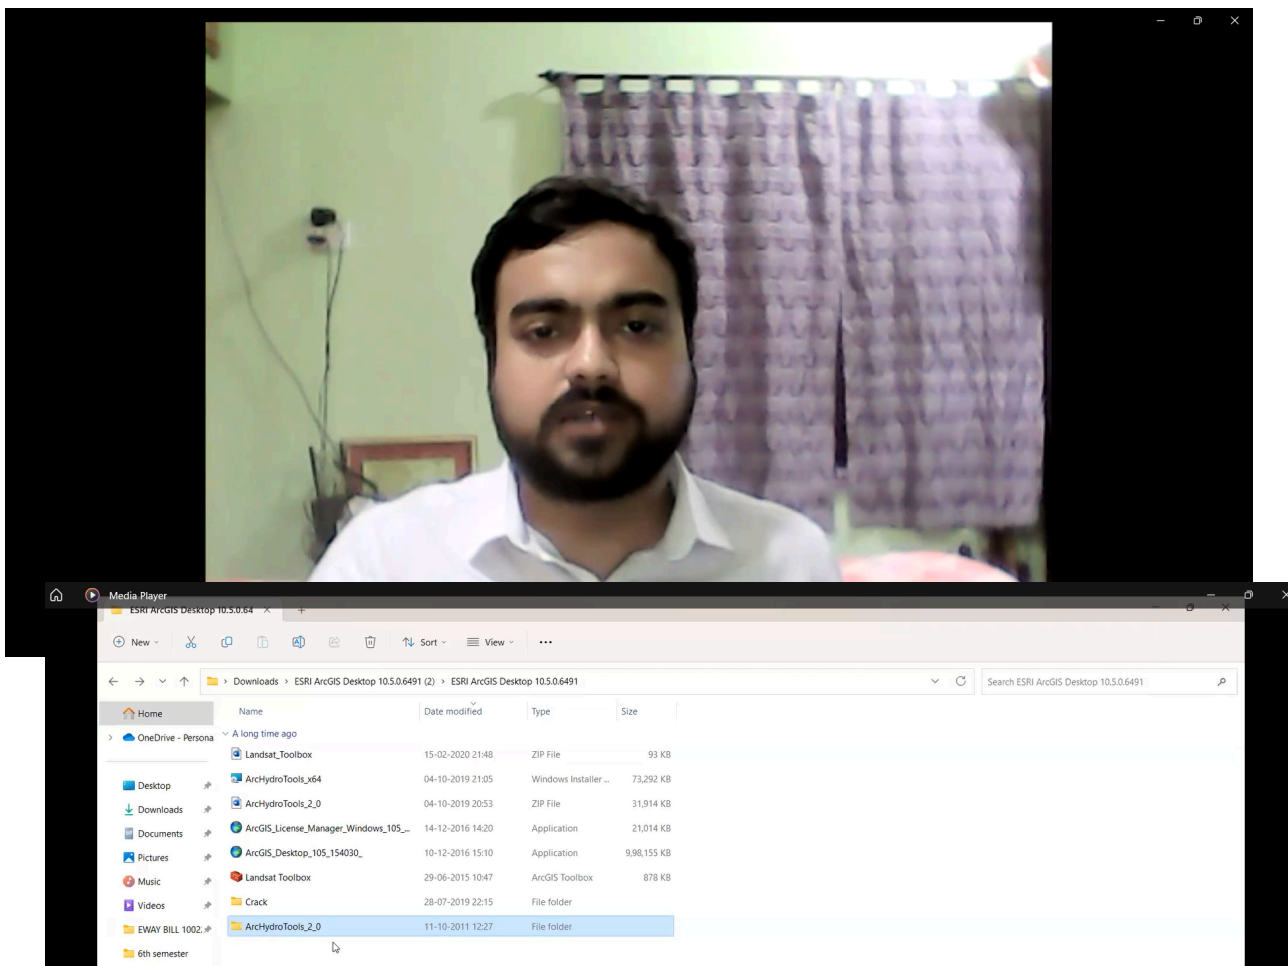 Media Player
ESRI ArcGIS Desktop 10.5.0.64
New Sort View
Downloads > ESRI ArcGIS Desktop 10.5.0.6491 (2) > ESRI ArcGIS Desktop 10.5.0.6491 Search ESRI ArcGIS Desktop 10.5.0.6491
Home Name Date modified Type Size
OneDrive - Persona A long time ago
Landsat_Toolbox 15-02-2020 21:48 ZIP File 93 KB
Desktop ArcHydroTools_x64 04-10-2019 21:05 Windows Installer ... 73,292 KB
Downloads ArcHydroTools_2_0 04-10-2019 20:53 ZIP File 31,914 KB
Documents ArcGIS_License_Manager_Windows_105_... 14-12-2016 14:20 Application 21,014 KB
Pictures ArcGIS_Desktop_105_154030_ 10-12-2016 15:10 Application 9,98,155 KB
Music Landsat Toolbox 29-06-2015 10:47 ArcGIS Toolbox 878 KB
Videos Crack 28-07-2019 22:15 File folder
EWAY BILL 1002. ArcHydroTools_2_0 11-10-2011 12:27 File folder
6th semester